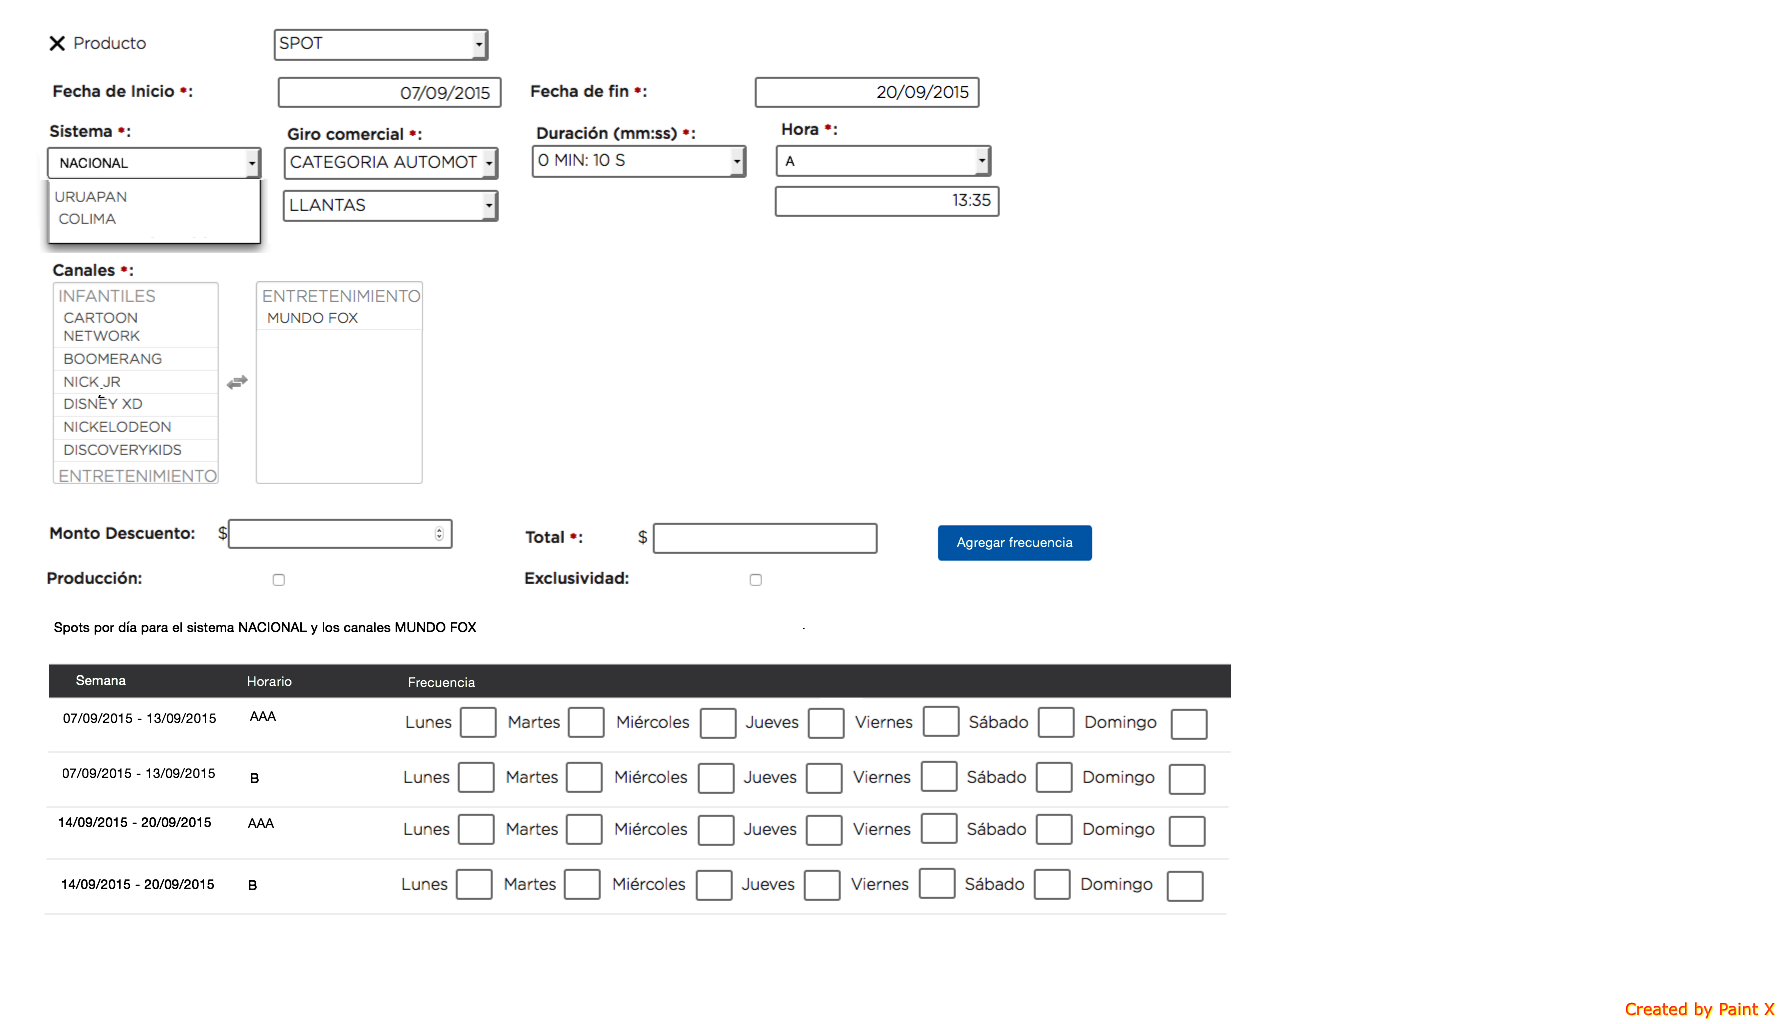 Producto SPOT
Fecha de Inicio *: 07/09/2015 Fecha de fin *: 20/09/2015
Sistema *: Giro comercial *: Duración (mm:ss) *: Hora *:
NACIONAL CATEGORIA AUTOMOT 0 MIN: 10 S A
URUAPAN LLANTAS 13:35
COLIMA
Canales *:
INFANTILES ENTRETENIMIENTO
CARTOON MUNDO FOX
NETWORK
BOOMERANG
NICK JR
DISNEY XD
NICKELODEON
DISCOVERYKIDS
ENTRETENIMIENTO
Monto Descuento: $ Total *: $ Agregar frecuencia
Producción: Exclusividad:
Spots por día para el sistema NACIONAL y los canales MUNDO FOX
Semana Horario Frecuencia
07/09/2015 - 13/09/2015 AAA Lunes Martes Miércoles Jueves Viernes Sábado Domingo
07/09/2015 - 13/09/2015 B Lunes Martes Miércoles Jueves Viernes Sábado Domingo
14/09/2015 - 20/09/2015 AAA Lunes Martes Miércoles Jueves Viernes Sábado Domingo
14/09/2015 - 20/09/2015 B Lunes Martes Miércoles Jueves Viernes Sábado Domingo
Created by Paint X